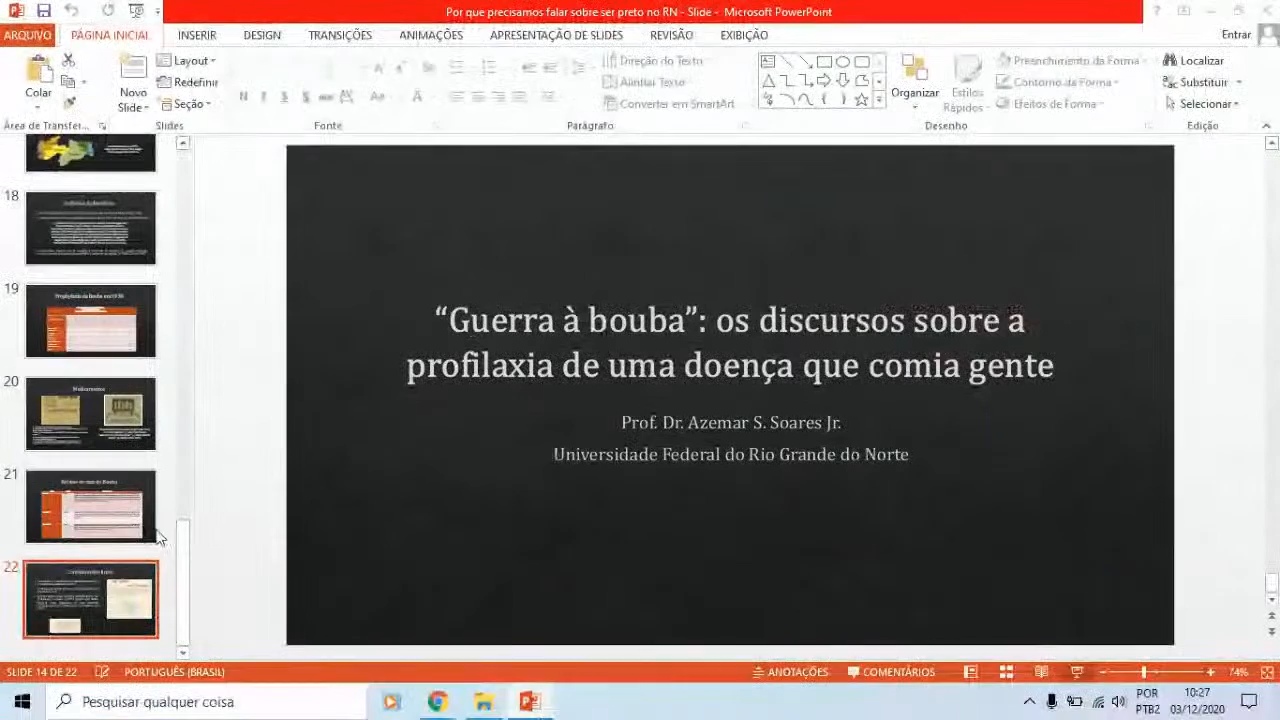 Por que precisamos falar sobre ser preto no RN - Slide - Microsoft PowerPoint
ARQUIVO PÁGINA INICIAL INSERIR DESIGN TRANSIÇÕES ANIMAÇÕES APRESENTAÇÃO DE SLIDES REVISÃO EXIBIÇÃO Entrar
Colar
Novo Slide
Layout
Redefinir
Seção
Direção do Texto
Alinhar Texto
Converter em SmartArt
Organizar
Estilos Rápidos
Preenchimento da Forma
Contorno da Forma
Efeitos de Forma
Localizar
Substituir
Selecionar
Área de Transfer... Slides Fonte Parágrafo Desenho Edição
18
19
Prophylaxia da Bouba
20
Medicamentos
21
22
“Guerra à bouba”: os discursos sobre a
profilaxia de uma doença que comia gente
Prof. Dr. Azemar S. Soares Jr.
Universidade Federal do Rio Grande do Norte
SLIDE 14 DE 22 PORTUGUÊS (BRASIL) ANOTAÇÕES COMENTÁRIOS 74%
Pesquisar qualquer coisa
POR
PTB2
10:27
03/12/2020